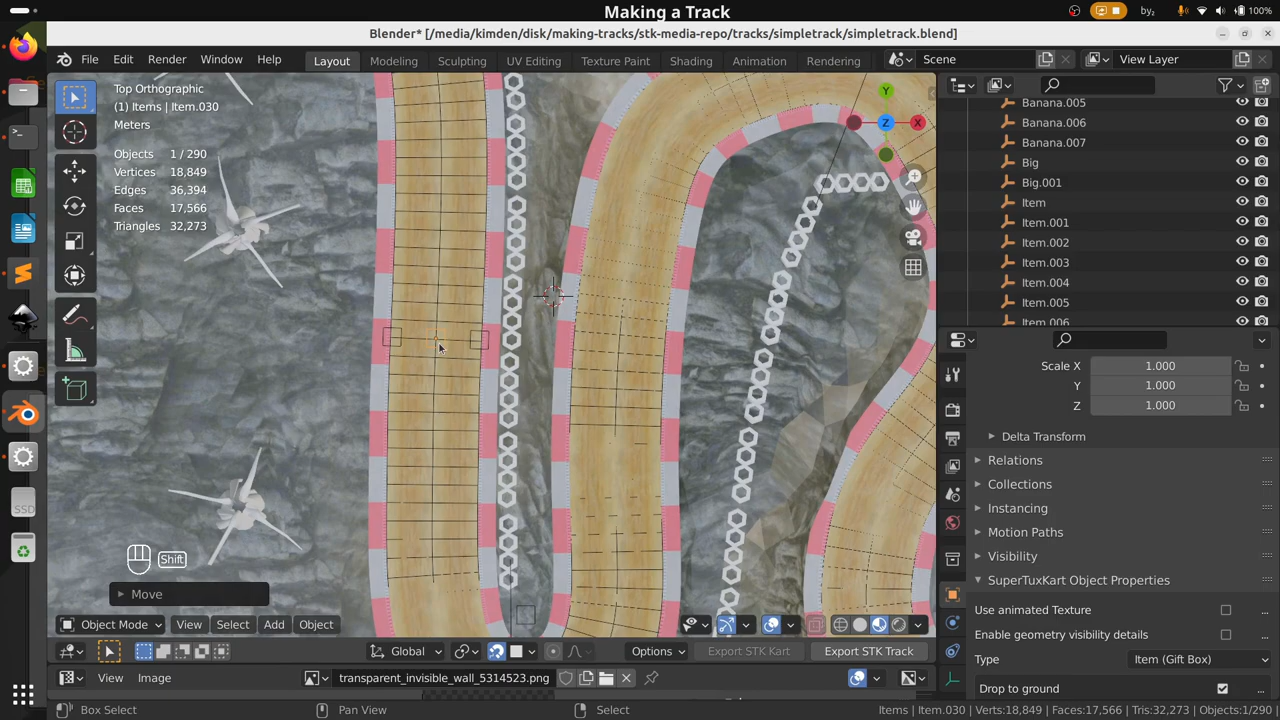 Making a Track
by₂
100%
Blender* [/media/kimden/disk/making-tracks/stk-media-repo/tracks/simpletrack/simpletrack.blend]
File Edit Render Window Help
Layout Modeling Sculpting UV Editing Texture Paint Shading Animation Rendering
Scene
View Layer
Top Orthographic
(1) Items | Item.030
Meters
Objects 1 / 290
Vertices 18,849
Edges 36,394
Faces 17,566
Triangles 32,273
Y
X
Z
Banana.005
Banana.006
Banana.007
Big
Big.001
Item
Item.001
Item.002
Item.003
Item.004
Item.005
Item.006
Scale X 1.000
Y 1.000
Z 1.000
Delta Transform
Relations
Collections
Instancing
Motion Paths
Visibility
SuperTuxKart Object Properties
Use animated Texture ...
Enable geometry visibility details ...
Type Item (Gift Box)
Drop to ground ...
SSD
Shift
Move
Object Mode View Select Add Object
Global
Options
Export STK Kart
Export STK Track
View Image
transparent_invisible_wall_5314523.png
Box Select
Pan View
Select
Items | Item.030 | Verts:18,849 | Faces:17,566 | Tris:32,273 | Objects:1/290